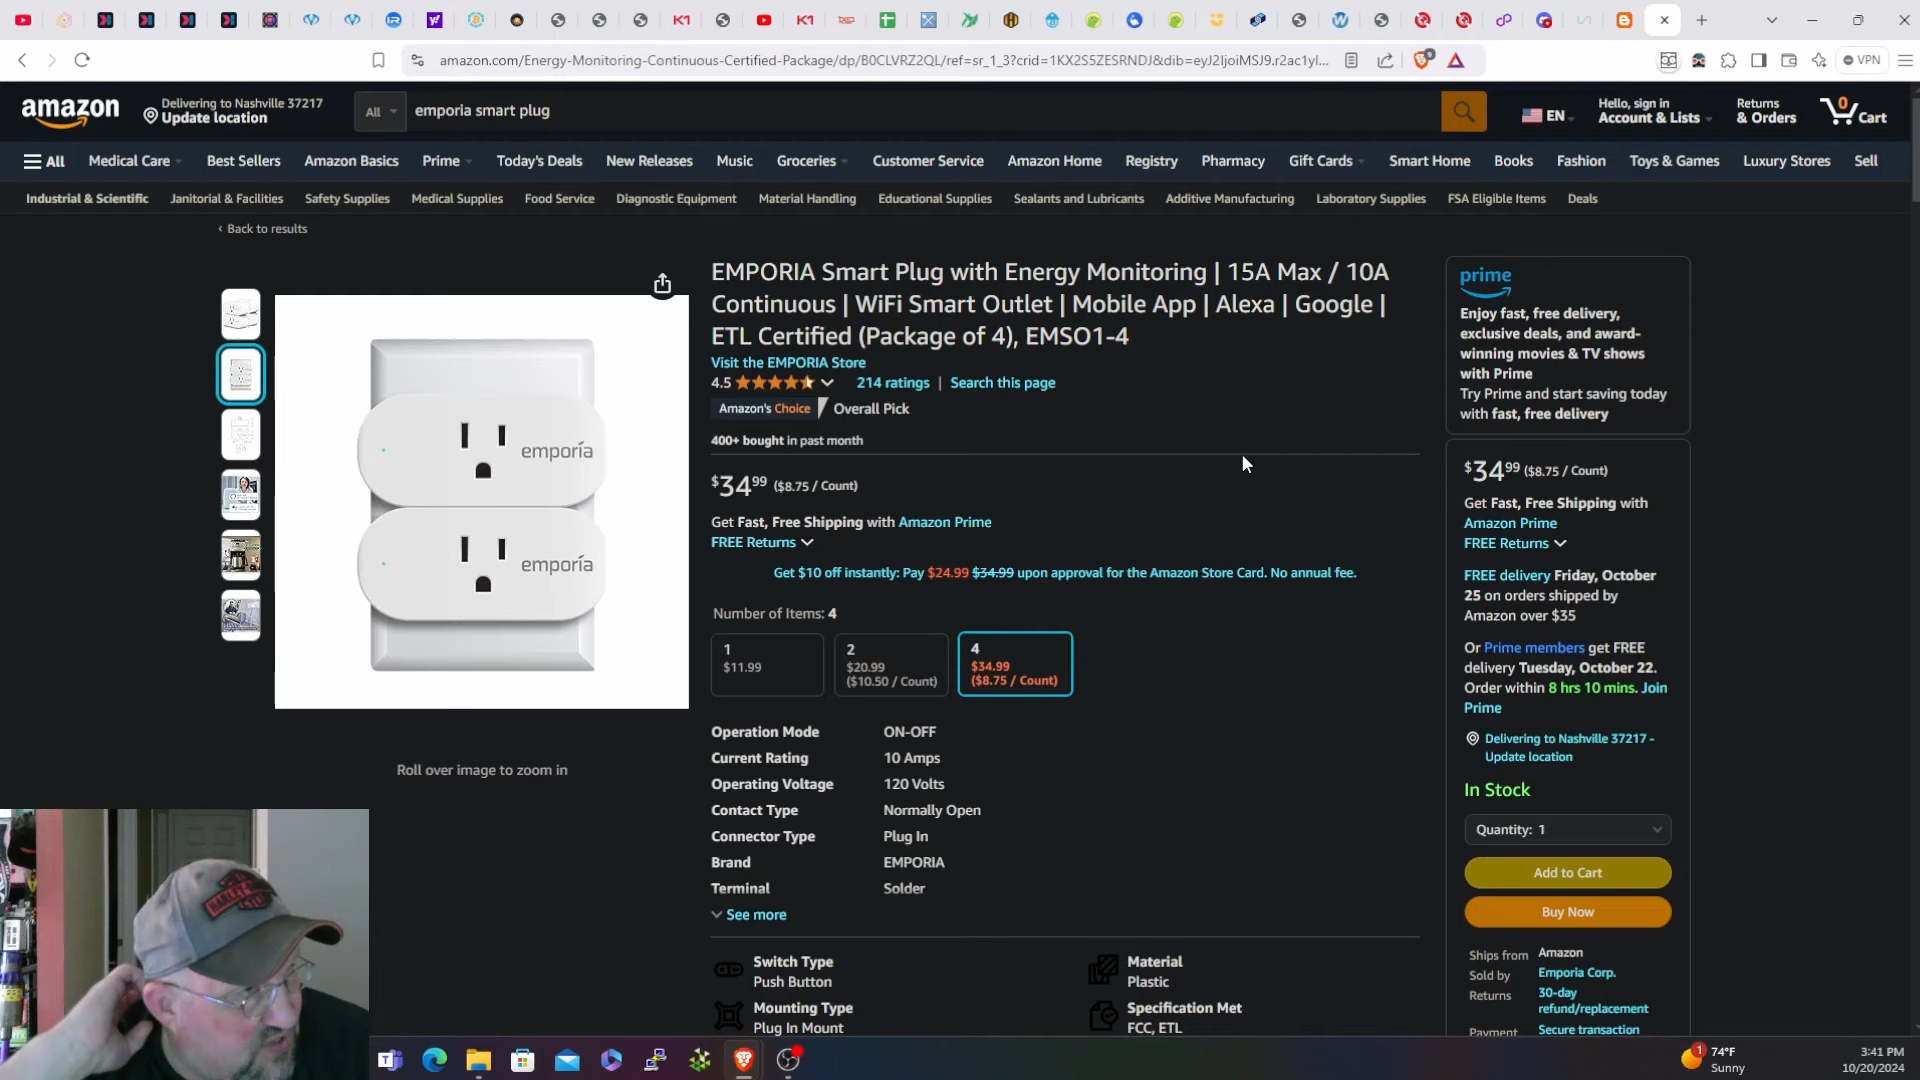 amazon.com/Energy-Monitoring-Continuous-Certified-Package/dp/B0CLVRZ2QL/ref=sr_1_3?crid=1KX2S5ZESRNDJ&dib=eyJ2IjoiMSJ9.r2ac1yl...
VPN
amazon
Delivering to Nashville 37217
Update location
All
emporia smart plug
EN
Hello, sign in
Account & Lists
Returns
& Orders
0
Cart
All
Medical Care
Best Sellers
Amazon Basics
Prime
Today's Deals
New Releases
Music
Groceries
Customer Service
Amazon Home
Registry
Pharmacy
Gift Cards
Smart Home
Books
Fashion
Toys & Games
Luxury Stores
Sell
Industrial & Scientific
Janitorial & Facilities
Safety Supplies
Medical Supplies
Food Service
Diagnostic Equipment
Material Handling
Educational Supplies
Sealants and Lubricants
Additive Manufacturing
Laboratory Supplies
FSA Eligible Items
Deals
‹ Back to results
emporia
emporia
Roll over image to zoom in
EMPORIA Smart Plug with Energy Monitoring | 15A Max / 10A
Continuous | WiFi Smart Outlet | Mobile App | Alexa | Google |
ETL Certified (Package of 4), EMSO1-4
Visit the EMPORIA Store
4.5
214 ratings | Search this page
Amazon's Choice
Overall Pick
400+ bought in past month
$34.99 ($8.75 / Count)
Get Fast, Free Shipping with Amazon Prime
FREE Returns
Get $10 off instantly: Pay $24.99 $34.99 upon approval for the Amazon Store Card. No annual fee.
Number of Items: 4
1
$11.99
2
$20.99
($10.50 / Count)
4
$34.99
($8.75 / Count)
Operation Mode ON-OFF
Current Rating 10 Amps
Operating Voltage 120 Volts
Contact Type Normally Open
Connector Type Plug In
Brand EMPORIA
Terminal Solder
See more
Switch Type
Push Button
Material
Plastic
Mounting Type
Plug In Mount
Specification Met
FCC, ETL
prime
Enjoy fast, free delivery,
exclusive deals, and award-
winning movies & TV shows
with Prime
Try Prime and start saving today
with fast, free delivery
$34.99 ($8.75 / Count)
Get Fast, Free Shipping with
Amazon Prime
FREE Returns
FREE delivery Friday, October
25 on orders shipped by
Amazon over $35
Or Prime members get FREE
delivery Tuesday, October 22.
Order within 8 hrs 10 mins. Join
Prime
Delivering to Nashville 37217 -
Update location
In Stock
Quantity: 1
Add to Cart
Buy Now
Ships from Amazon
Sold by Emporia Corp.
Returns 30-day
refund/replacement
Payment Secure transaction
HARLEY
1
74°F
Sunny
3:41 PM
10/20/2024